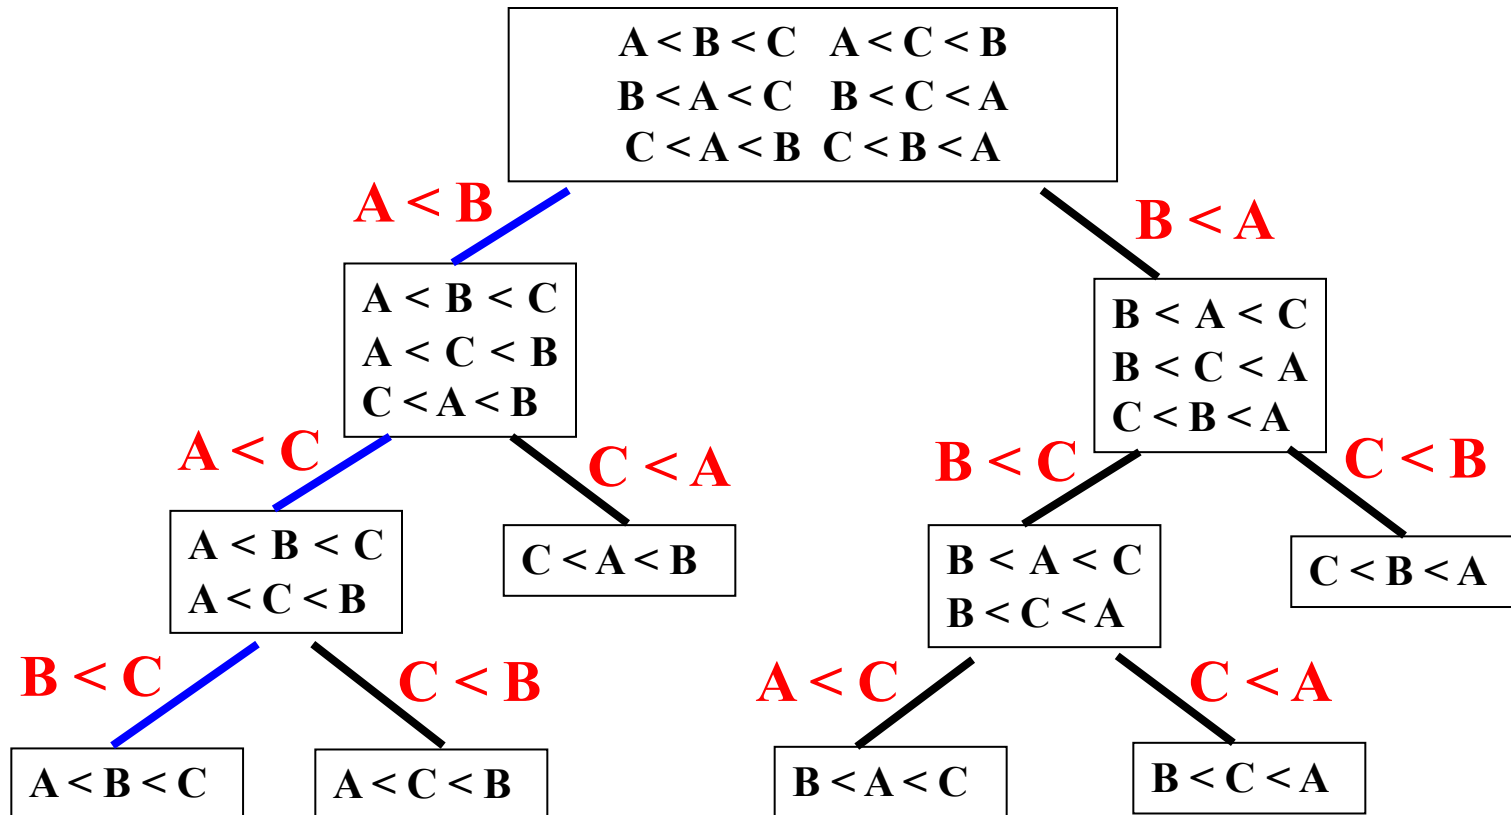 A < B < C A < C < B
B < A < C B < C < A
C < A < B C < B < A
A < B
B < A
A < B < C
A < C < B
C < A < B
B < A < C
B < C < A
C < B < A
A < C
C < A
B < C
C < B
A < B < C
A < C < B
C < A < B
B < A < C
B < C < A
C < B < A
B < C
C < B
A < C
C < A
A < B < C
A < C < B
B < A < C
B < C < A